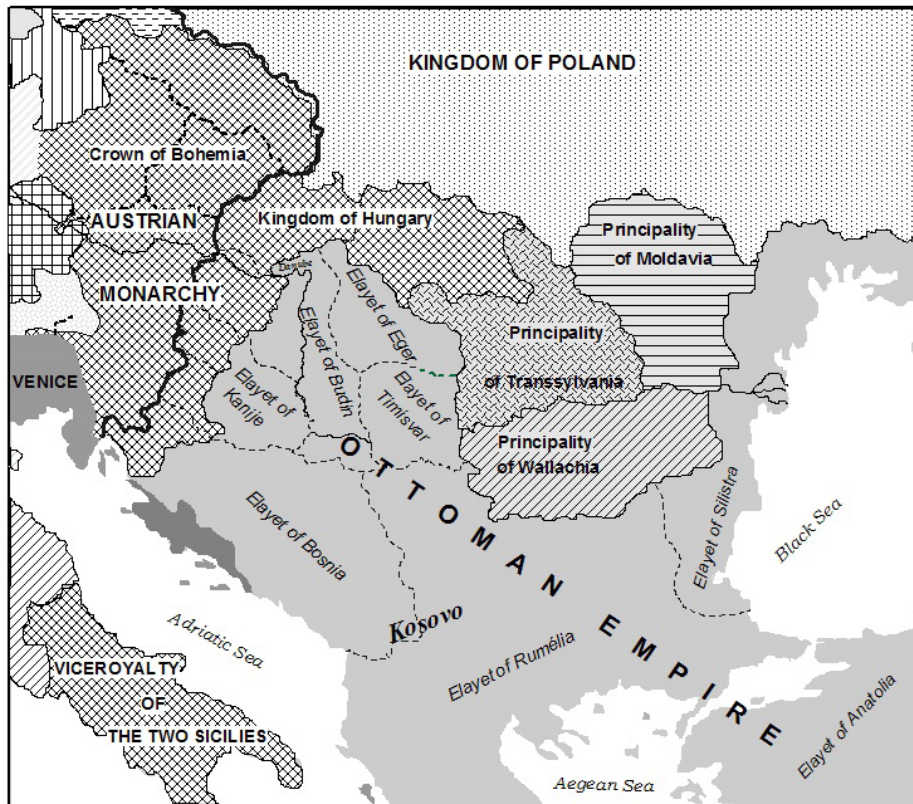 KINGDOM OF POLAND
Crown of Bohemia
AUSTRIAN
Kingdom of Hungary
Principality
of Moldavia
Danube
MONARCHY
Elayet of Eger
Elayet of Budin
Principality
of Transsylvania
VENICE
Elayet of
Kanije
Elayet of
Timisvar
Principality
of Wallachia
OTTOMAN EMPIRE
Elayet of Silistra
Black Sea
Elayet of Bosnia
Kosovo
Adriatic Sea
Elayet of Rumélia
VICEROYALTY
OF
THE TWO SICILIES
Elayet of Anatolia
Aegean Sea